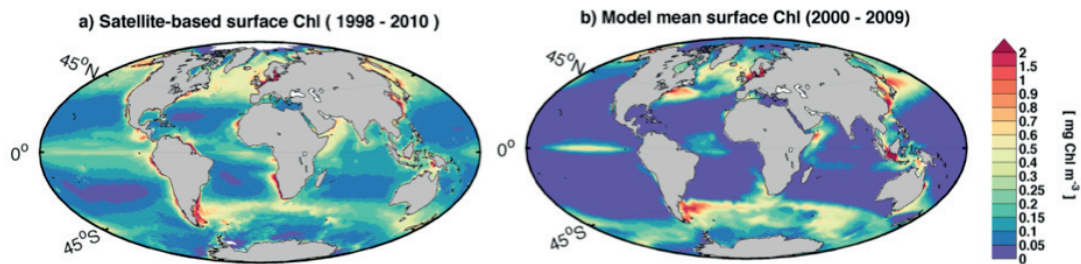 a) Satellite-based surface Chl ( 1998 - 2010 )
b) Model mean surface Chl (2000 - 2009)
45°N
0°
45°S
45°N
0°
45°S
2
1.5
1
0.9
0.8
0.7
0.6
0.5
0.4
0.3
0.25
0.2
0.15
0.1
0.05
0
[ mg Chl m-3 ]